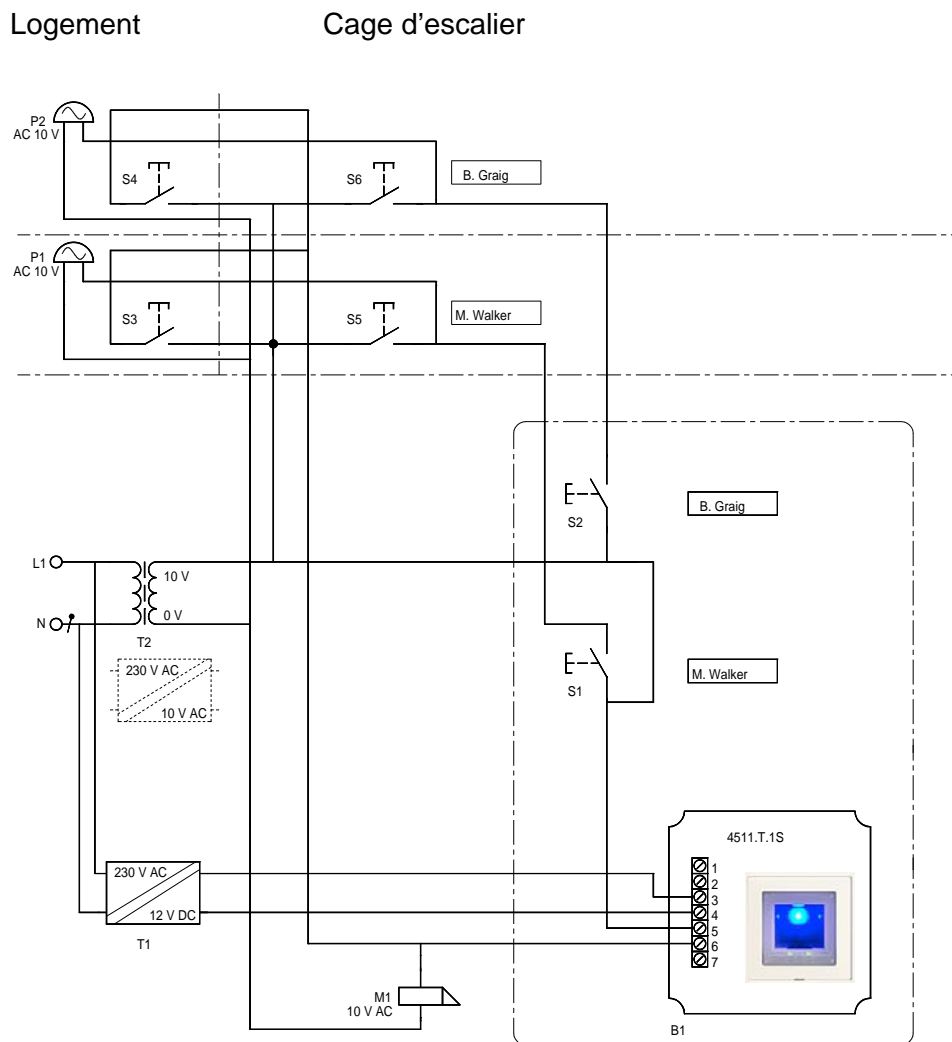 Logement
Cage d'escalier
P2
AC 10 V
S4
S6
B. Graig
P1
AC 10 V
S3
S5
M. Walker
S2
B. Graig
L1
10 V
N
0 V
T2
230 V AC
10 V AC
S1
M. Walker
4511.T.1S
1
2
3
4
5
6
7
230 V AC
12 V DC
T1
M1
10 V AC
B1